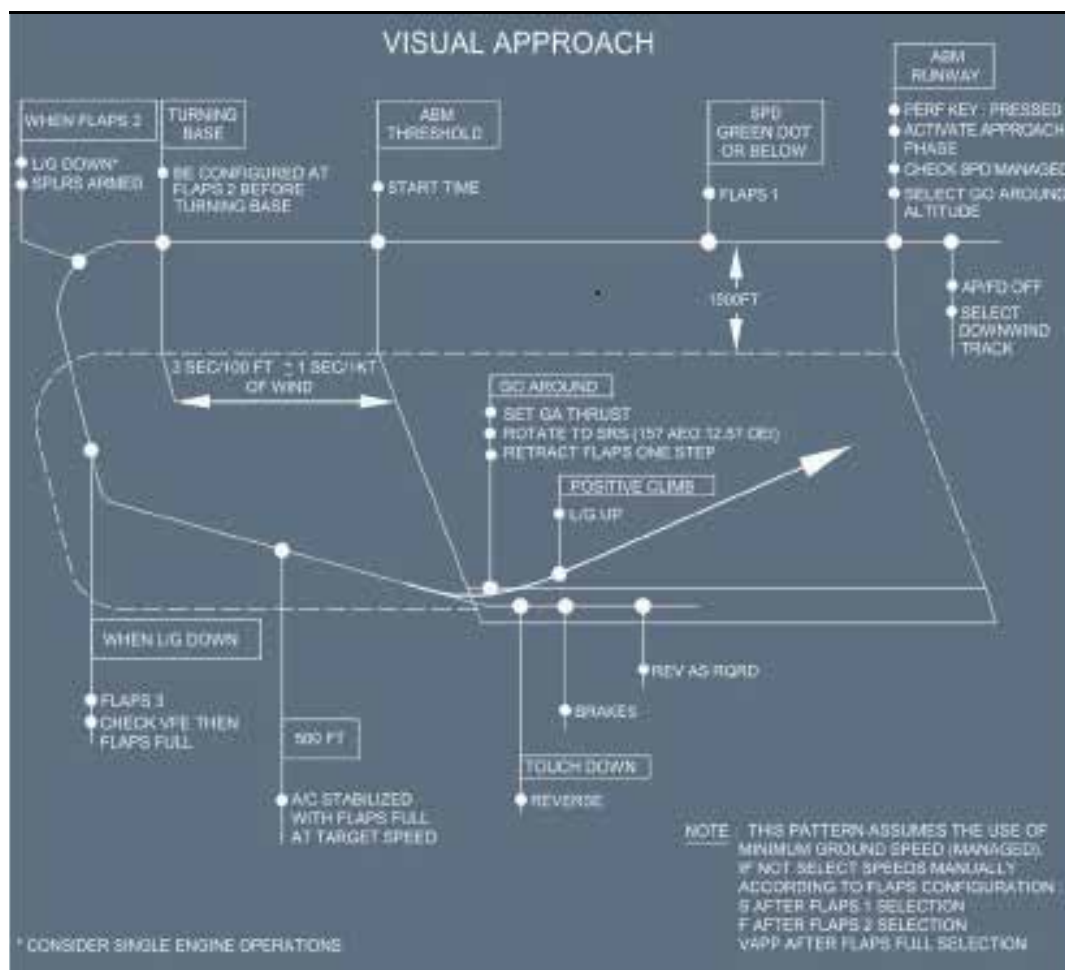 VISUAL APPROACH
ABM
RUNWAY
PERF KEY : PRESSED
ACTIVATE APPROACH
PHASE
CHECK SPD MANAGED
SELECT GO AROUND
ALTITUDE
WHEN FLAPS 2
L/G DOWN*
SPLRS ARMED
TURNING
BASE
BE CONFIGURED AT
FLAPS 2 BEFORE
TURNING BASE
ABM
THRESHOLD
START TIME
SPD
GREEN DOT
OR BELOW
FLAPS 1
1500FT
AP/FD OFF
SELECT
DOWNWIND
TRACK
3 SEC/100 FT ± 1 SEC/1KT
OF WIND
GO AROUND
SET GA THRUST
ROTATE TO SRS
RETRACT FLAPS ONE STEP
POSITIVE CLIMB
L/G UP
WHEN L/G DOWN
FLAPS 3
CHECK VFE THEN
FLAPS FULL
500 FT
A/C STABILIZED
WITH FLAPS FULL
AT TARGET SPEED
REV AS RQRD
BRAKES
TOUCH DOWN
REVERSE
NOTE THIS PATTERN ASSUMES THE USE OF
MINIMUM GROUND SPEED (MANAGED).
IF NOT SELECT SPEEDS MANUALLY
ACCORDING TO FLAPS CONFIGURATION :
S AFTER FLAPS 1 SELECTION
F AFTER FLAPS 2 SELECTION
VAPP AFTER FLAPS FULL SELECTION
* CONSIDER SINGLE ENGINE OPERATIONS